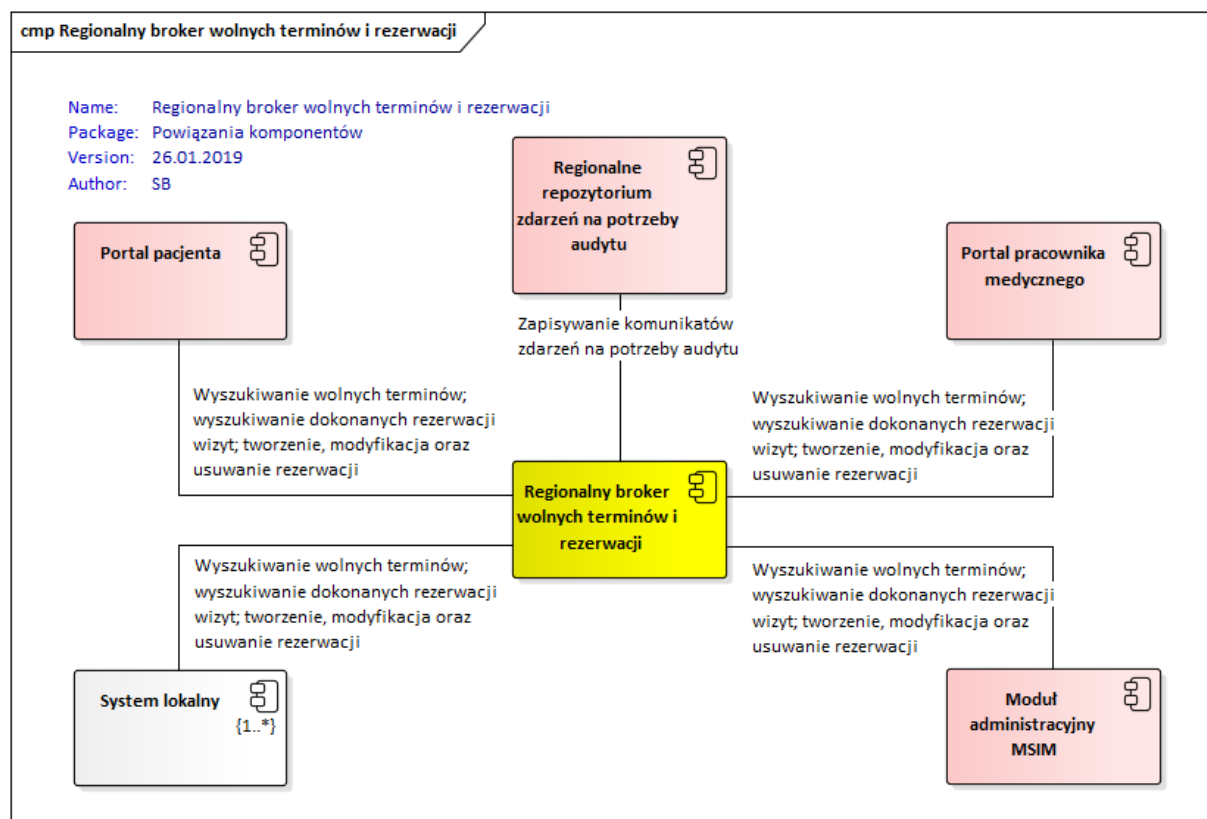 cmp Regionalny broker wolnych terminów i rezerwacji
Name: Regionalny broker wolnych terminów i rezerwacji
Package: Powiązania komponentów
Version: 26.01.2019
Author: SB
Regionalne
repozytorium
zdarzeń na potrzeby
audytu
Portal pacjenta
Portal pracownika
medycznego
Zapisywanie komunikatów
zdarzeń na potrzeby audytu
Wyszukiwanie wolnych terminów;
wyszukiwanie dokonanych rezerwacji
wizyt; tworzenie, modyfikacja oraz
usuwanie rezerwacji
Wyszukiwanie wolnych terminów;
wyszukiwanie dokonanych rezerwacji
wizyt; tworzenie, modyfikacja oraz
usuwanie rezerwacji
Regionalny broker
wolnych terminów i
rezerwacji
Wyszukiwanie wolnych terminów;
wyszukiwanie dokonanych rezerwacji
wizyt; tworzenie, modyfikacja oraz
usuwanie rezerwacji
Wyszukiwanie wolnych terminów;
wyszukiwanie dokonanych rezerwacji
wizyt; tworzenie, modyfikacja oraz
usuwanie rezerwacji
System lokalny
{1..*}
Moduł
administracyjny
MSIM